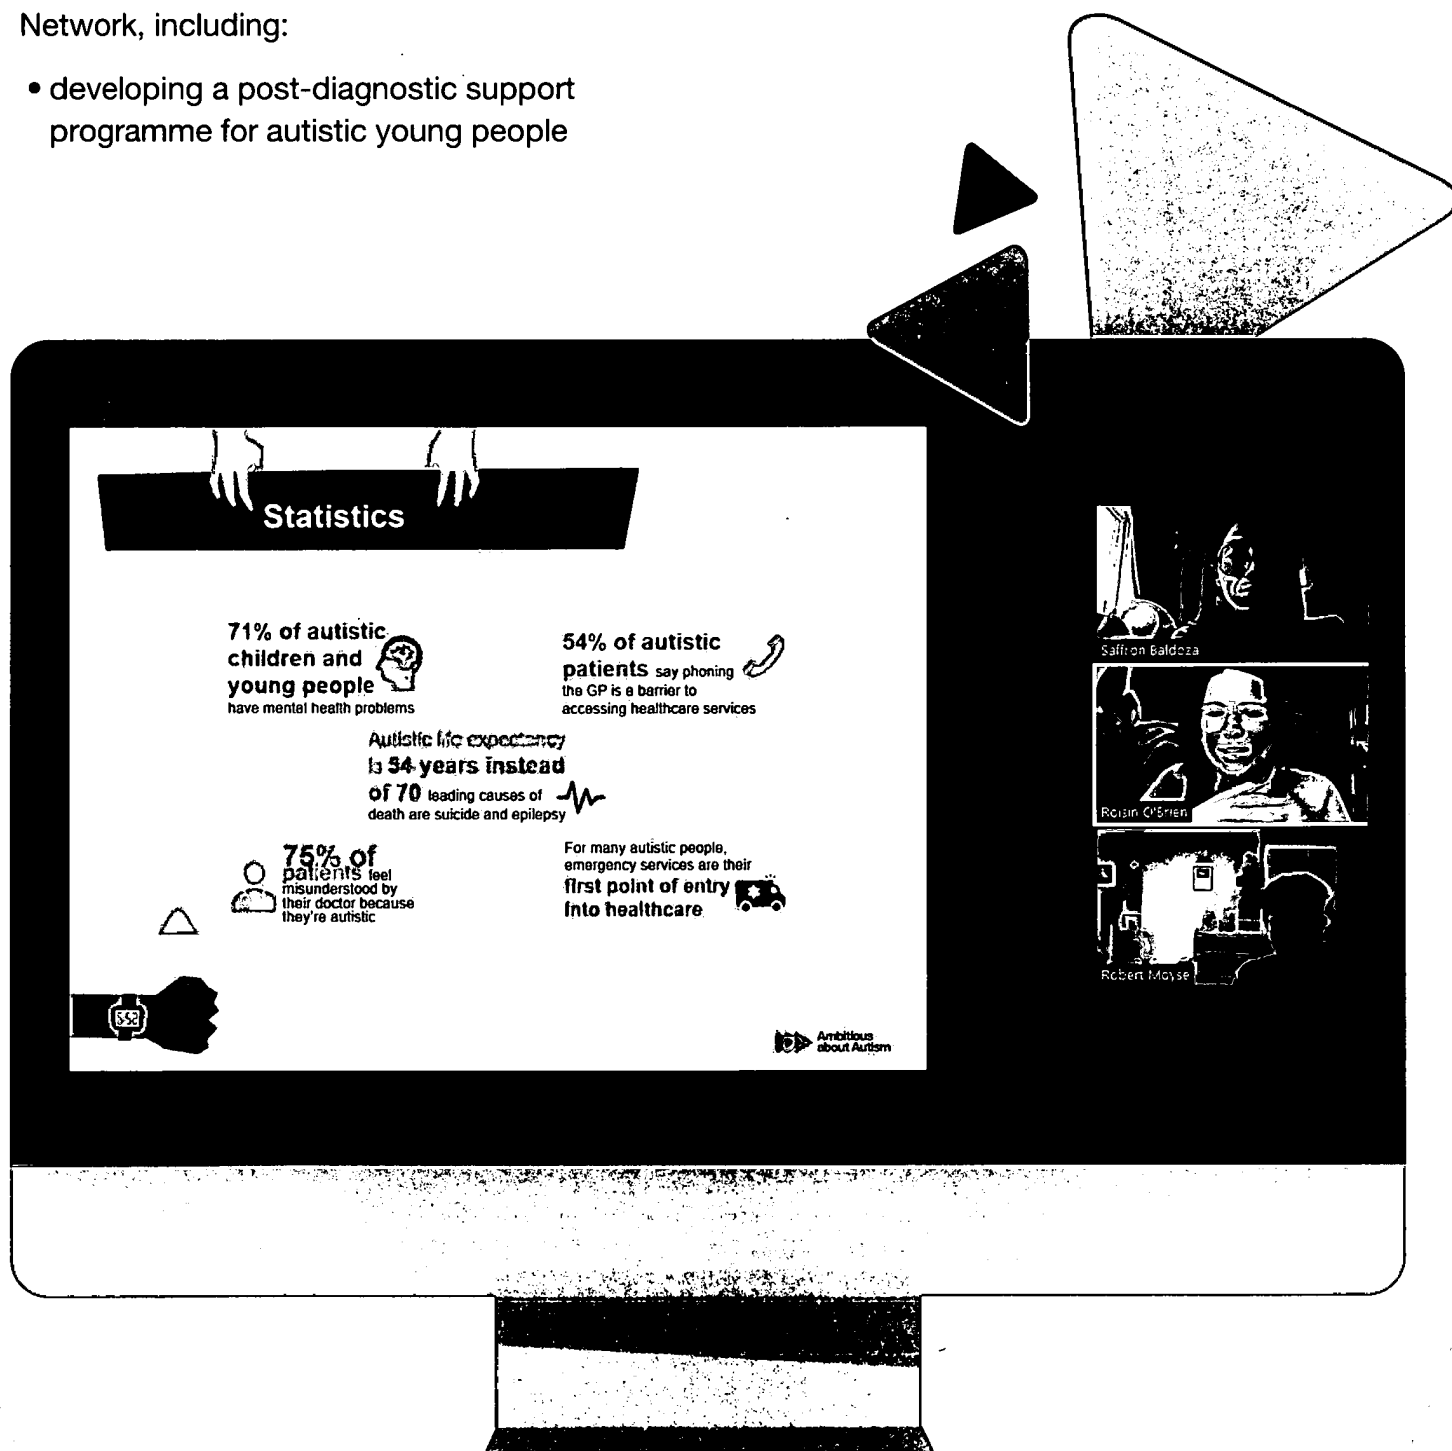 Network, including:
• developing a post-diagnostic support
programme for autistic young people
Statistics
71% of autistic
children and
young people
have mental health problems
54% of autistic
patients say phoning
the GP is a barrier to
accessing healthcare services
Autistic life expectancy
is 54 years instead
of 70 leading causes of
death are suicide and epilepsy
75% of
patients feel
misunderstood by
their doctor because
they're autistic
For many autistic people,
emergency services are their
first point of entry
into healthcare
Ambitious
about Autism
Saffron Baldoza
Roisin O'Brien
Robert Moyse